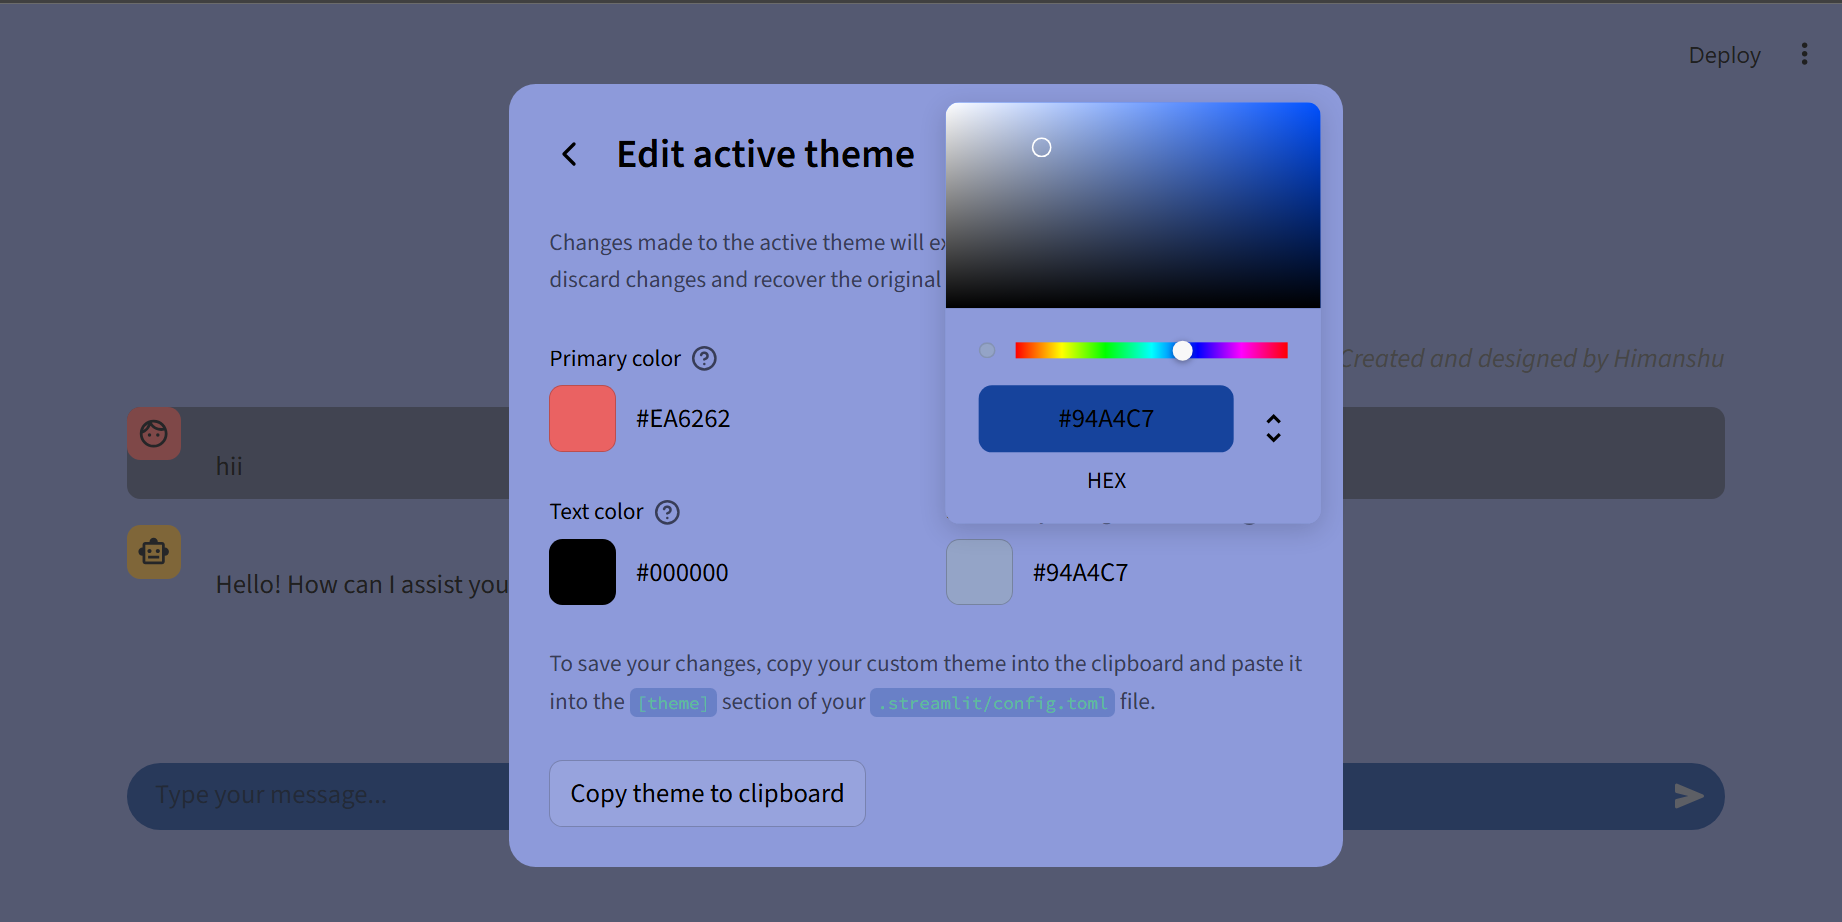 Deploy
Edit active theme
Changes made to the active theme will
discard changes and recover the original
Primary color
#EA6262
#94A4C7
HEX
Created and designed by Himanshu
hii
Text color
#000000
#94A4C7
Hello! How can I assist you
To save your changes, copy your custom theme into the clipboard and paste it
into the [theme] section of your .streamlit/config.toml file.
Type your message...
Copy theme to clipboard